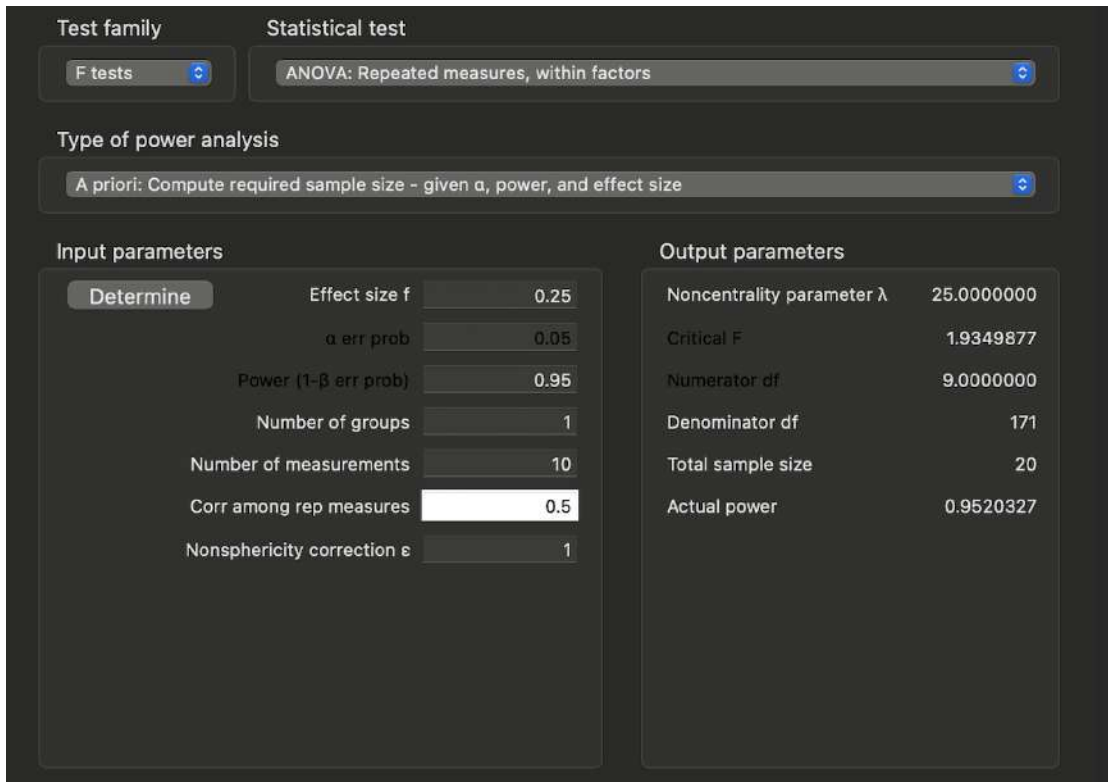 Test family
Statistical test
F tests
ANOVA: Repeated measures, within factors
Type of power analysis
A priori: Compute required sample size - given α, power, and effect size
Input parameters
Output parameters
Determine
Effect size f 0.25
α err prob 0.05
Power (1-β err prob) 0.95
Number of groups 1
Number of measurements 10
Corr among rep measures 0.5
Nonsphericity correction ε 1
Noncentrality parameter λ 25.0000000
Critical F 1.9349877
Numerator df 9.0000000
Denominator df 171
Total sample size 20
Actual power 0.9520327